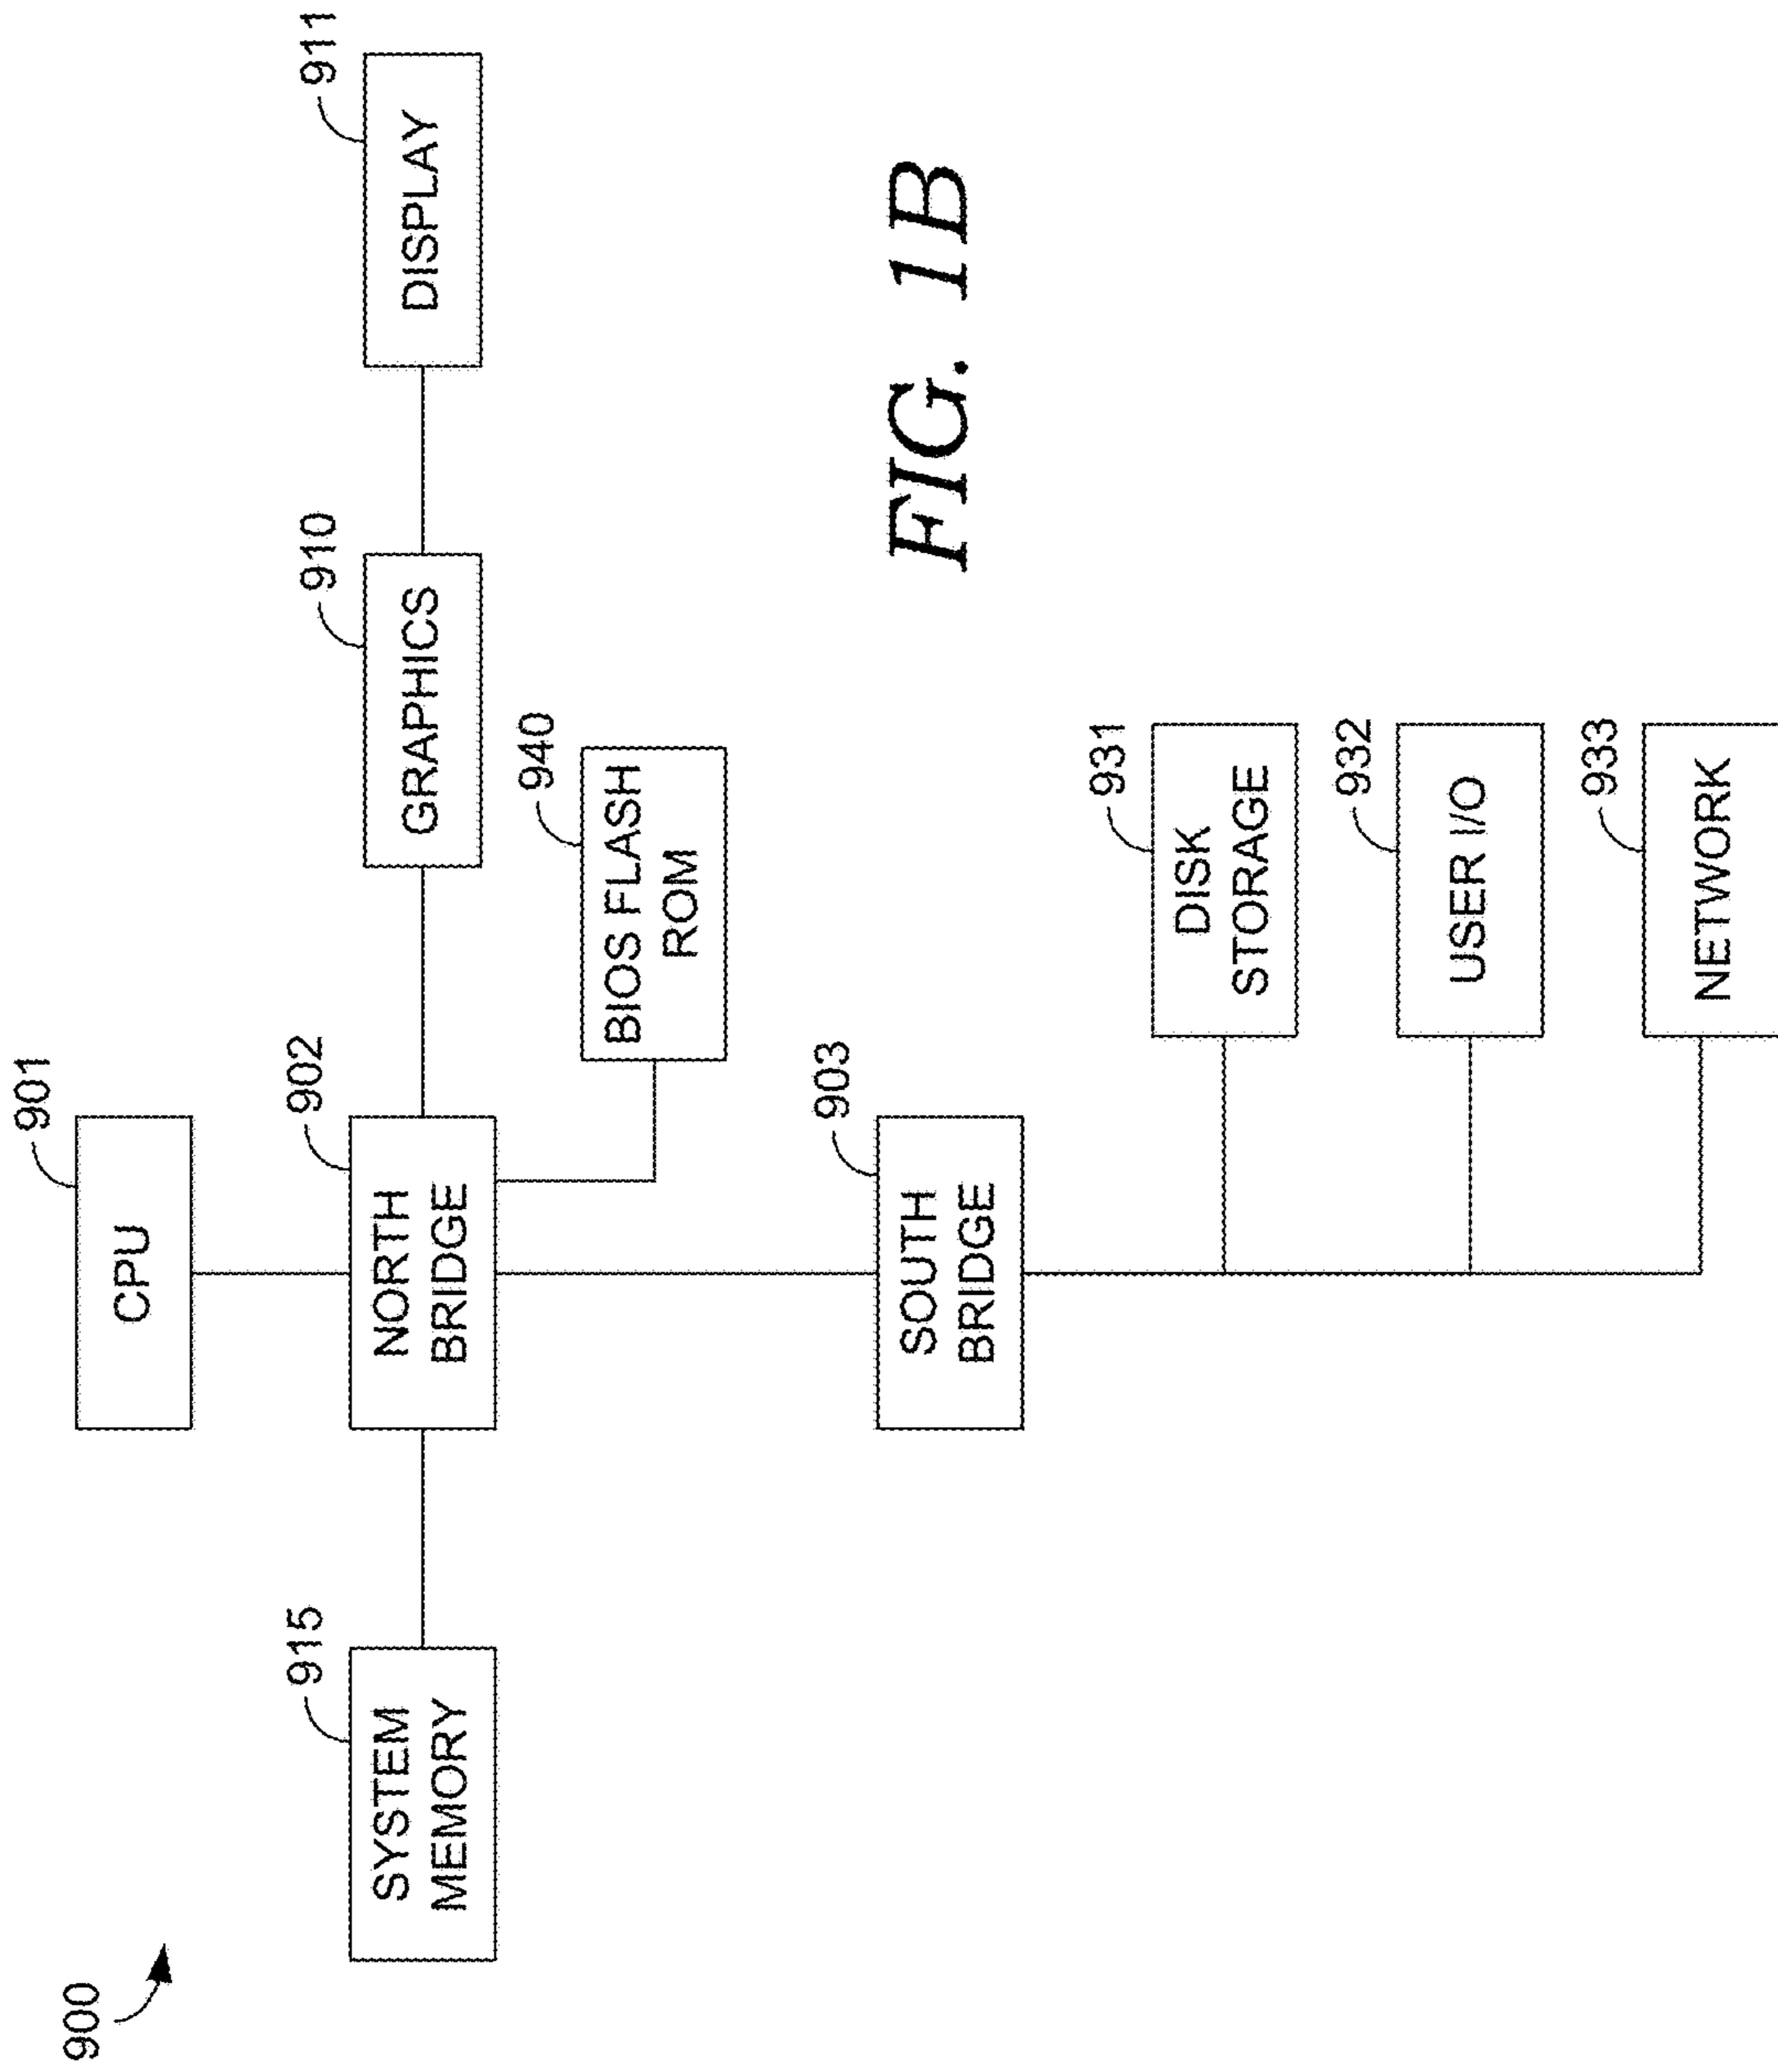 900
901
CPU
915
SYSTEM
MEMORY
902
NORTH
BRIDGE
910
GRAPHICS
911
DISPLAY
940
BIOS FLASH
ROM
903
SOUTH
BRIDGE
931
DISK
STORAGE
932
USER I/O
933
NETWORK
FIG. 1B